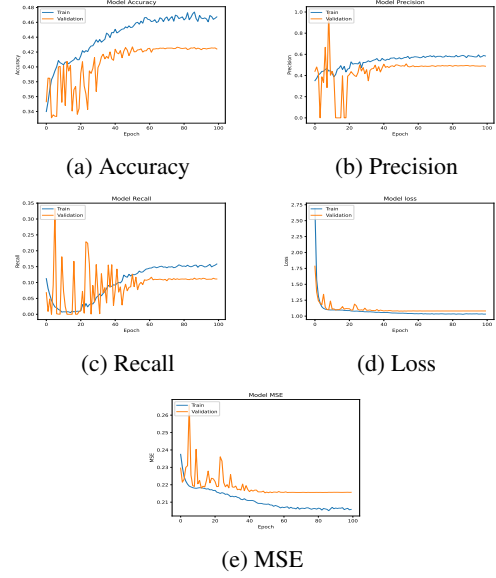 Model Accuracy
Train
Validation
0.48
0.46
0.44
0.42
0.40
0.38
0.36
0.34
Accuracy
0 20 40 60 80 100
Epoch
(a) Accuracy
Model Precision
Train
Validation
1.0
0.8
0.6
0.4
0.2
0.0
Precision
0 20 40 60 80 100
Epoch
(b) Precision
Model Recall
Train
Validation
0.35
0.30
0.25
0.20
0.15
0.10
0.05
0.00
Recall
0 20 40 60 80 100
Epoch
(c) Recall
Model loss
Train
Validation
2.75
2.50
2.25
2.00
1.75
1.50
1.25
1.00
Loss
0 20 40 60 80 100
Epoch
(d) Loss
Model MSE
Train
Validation
0.26
0.25
0.24
0.23
0.22
0.21
MSE
0 20 40 60 80 100
Epoch
(e) MSE